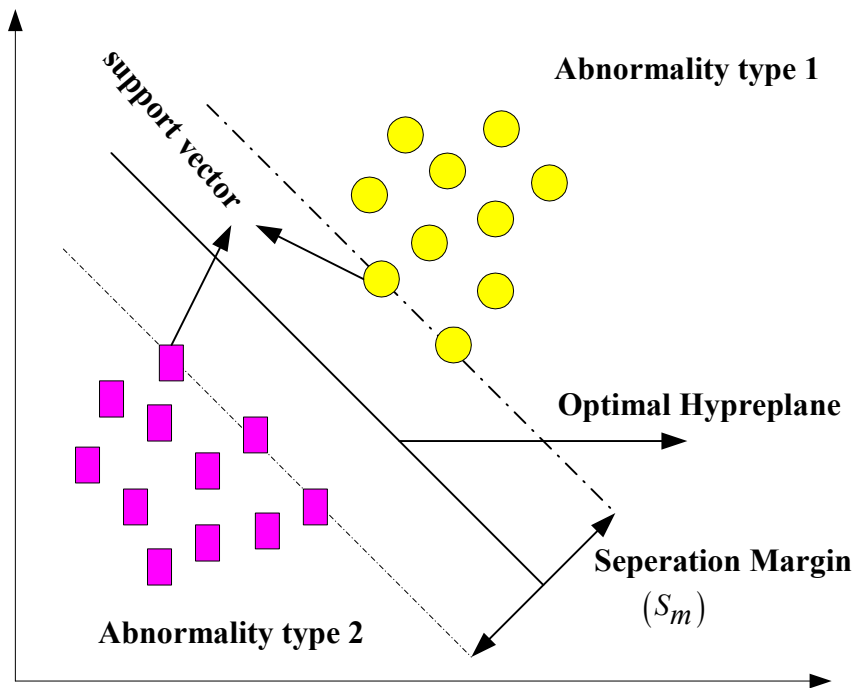 Abnormality type 1
support vector
Optimal Hypreplane
Seperation Margin
(S_m)
Abnormality type 2